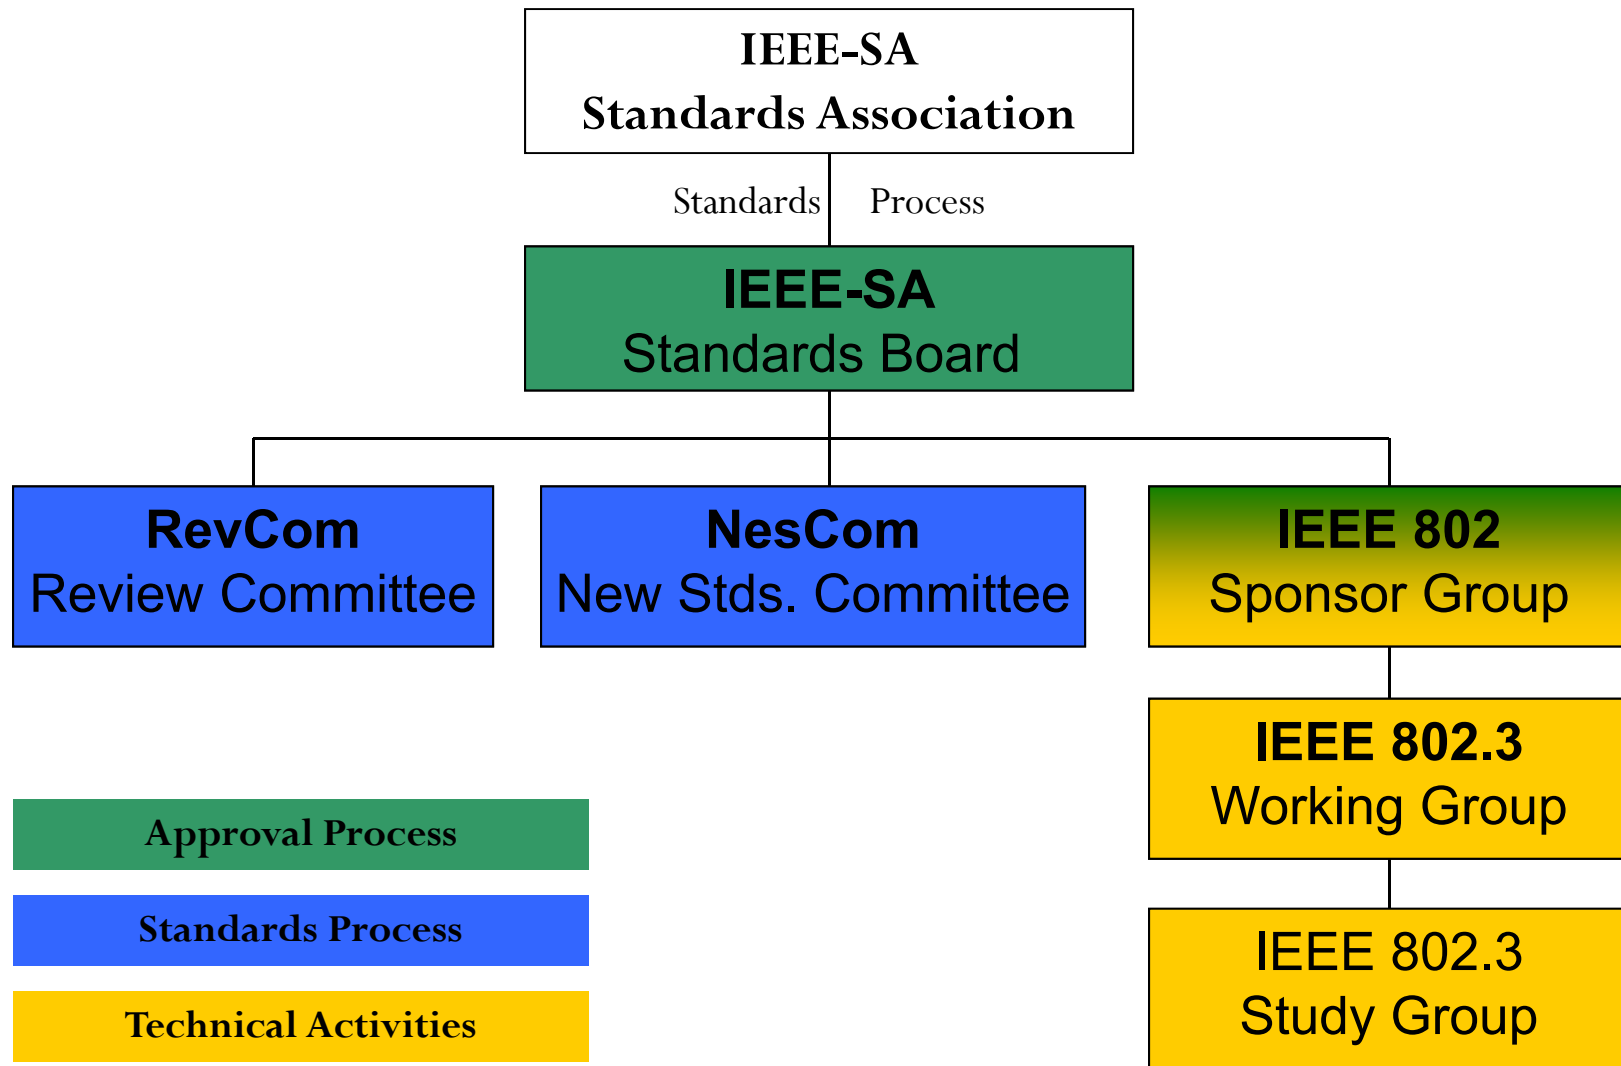 IEEE-SA
Standards Association
Standards Process
IEEE-SA
Standards Board
RevCom
Review Committee
NesCom
New Stds. Committee
IEEE 802
Sponsor Group
IEEE 802.3
Working Group
IEEE 802.3
Study Group
Approval Process
Standards Process
Technical Activities